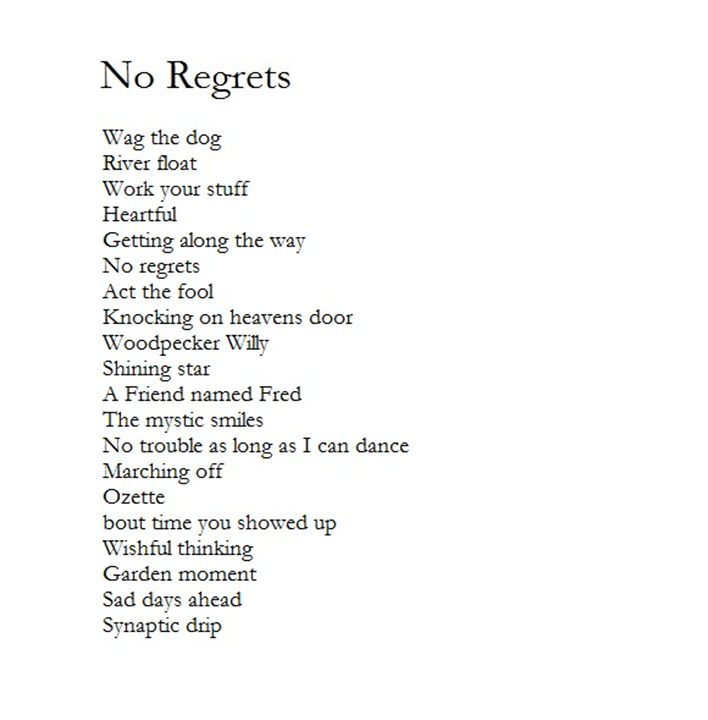 No Regrets
Wag the dog
River float
Work your stuff
Heartful
Getting along the way
No regrets
Act the fool
Knocking on heavens door
Woodpecker Willy
Shining star
A Friend named Fred
The mystic smiles
No trouble as long as I can dance
Marching off
Ozette
bout time you showed up
Wishful thinking
Garden moment
Sad days ahead
Synaptic drip